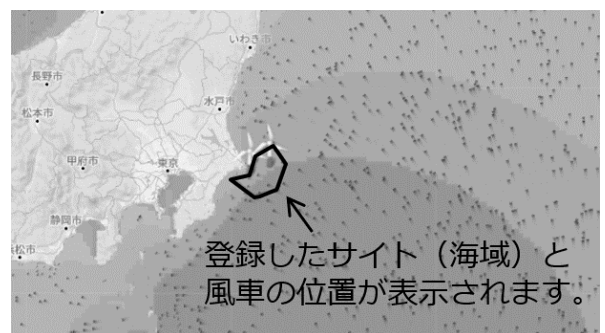 いわき市
長野市
水戸市
松本市
甲府市
東京
静岡市
浜松市
登録したサイト（海域）と
風車の位置が表示されます。